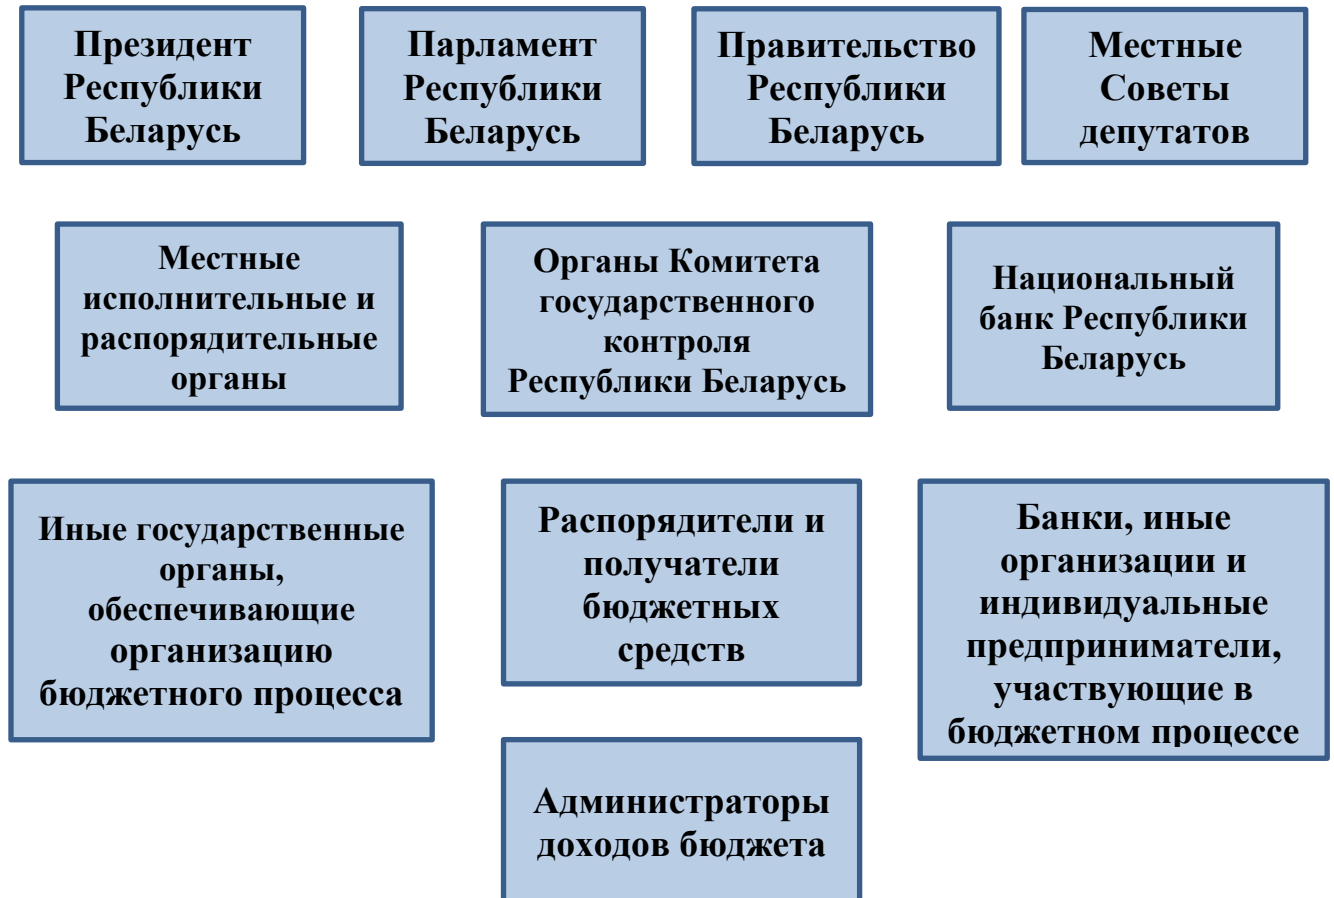 Президент
Республики
Беларусь
Парламент
Республики
Беларусь
Правительство
Республики
Беларусь
Местные
Советы
депутатов
Местные
исполнительные и
распорядительные
органы
Органы Комитета
государственного
контроля
Республики Беларусь
Национальный
банк Республики
Беларусь
Иные государственные
органы,
обеспечивающие
организацию
бюджетного процесса
Распорядители и
получатели
бюджетных
средств
Банки, иные
организации и
индивидуальные
предприниматели,
участвующие в
бюджетном процессе
Администраторы
доходов бюджета